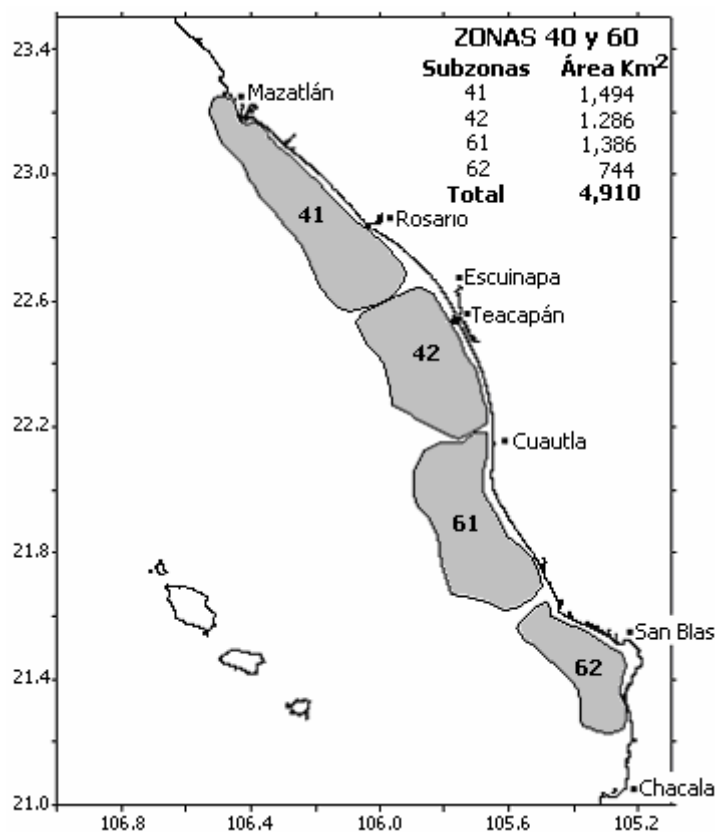 ZONAS 40 y 60
Subzonas Área Km2
41 1,494
42 1.286
61 1,386
62 744
Total 4,910
23.4
Mazatlán
23.0
41
Rosario
Escuinapa
22.6
Teacapán
42
22.2
Cuautla
61
21.8
San Blas
62
21.4
Chacala
21.0
106.8 106.4 106.0 105.6 105.2